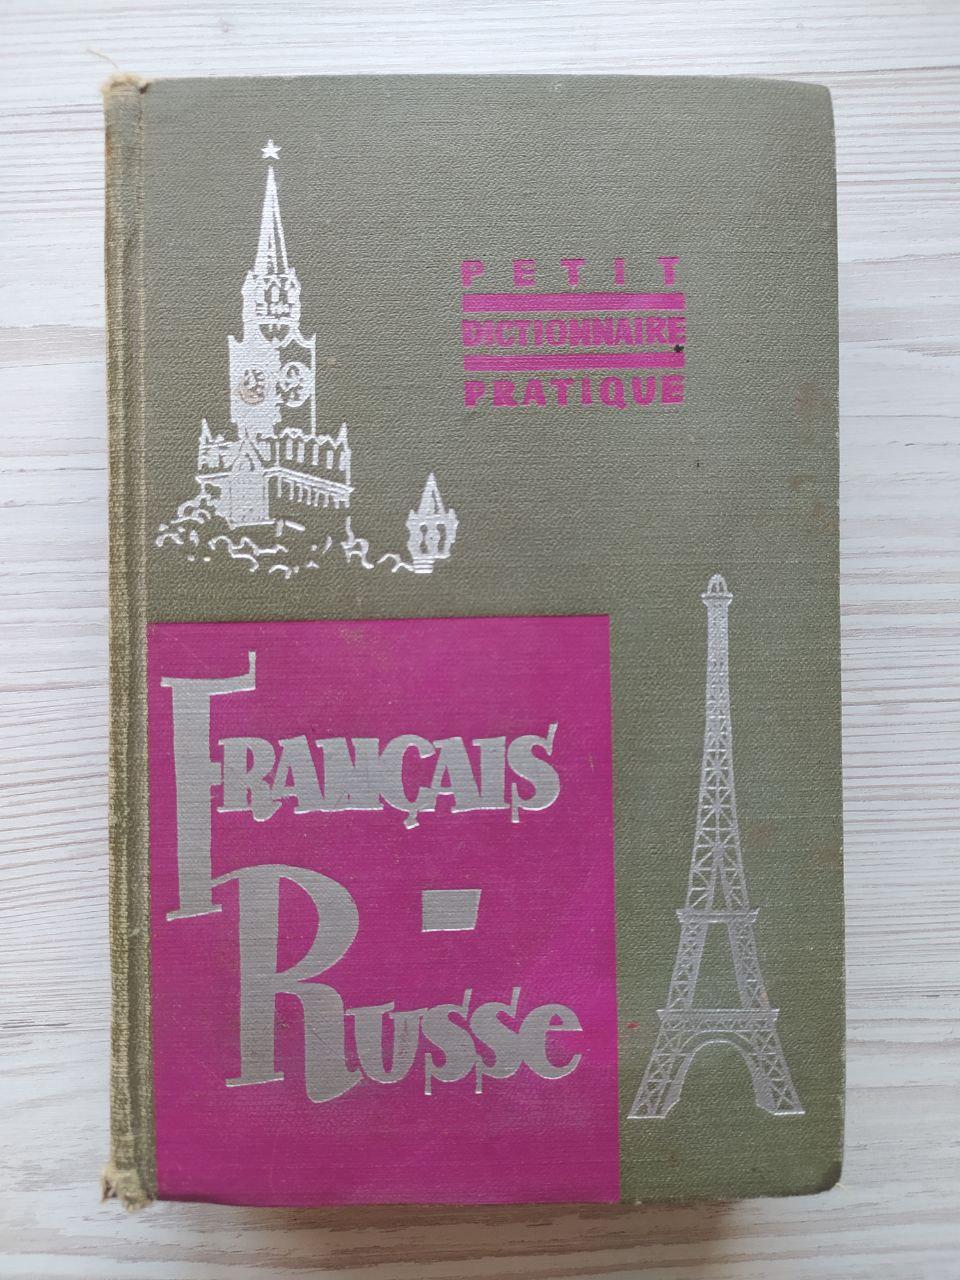 PETIT
DICTIONNAIRE
PRATIQUE
FRANÇAIS
-
RUSSE